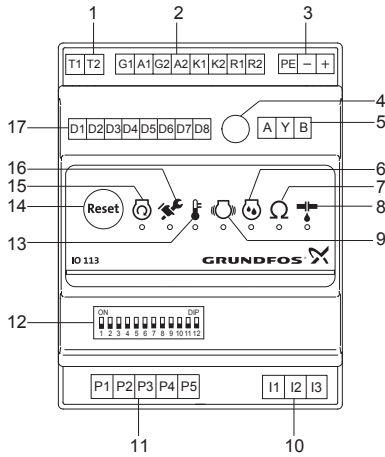 1 2 3
T1 T2 G1 A1 G2 A2 K1 K2 R1 R2 PE − +
4
17 D1 D2 D3 D4 D5 D6 D7 D8 A Y B 5
16 6
15 7
14 Reset Ω 8
13 9
IO 113 GRUNDFOS
ON DIP
12
1 2 3 4 5 6 7 8 9 10 11 12
P1 P2 P3 P4 P5 I1 I2 I3
11 10